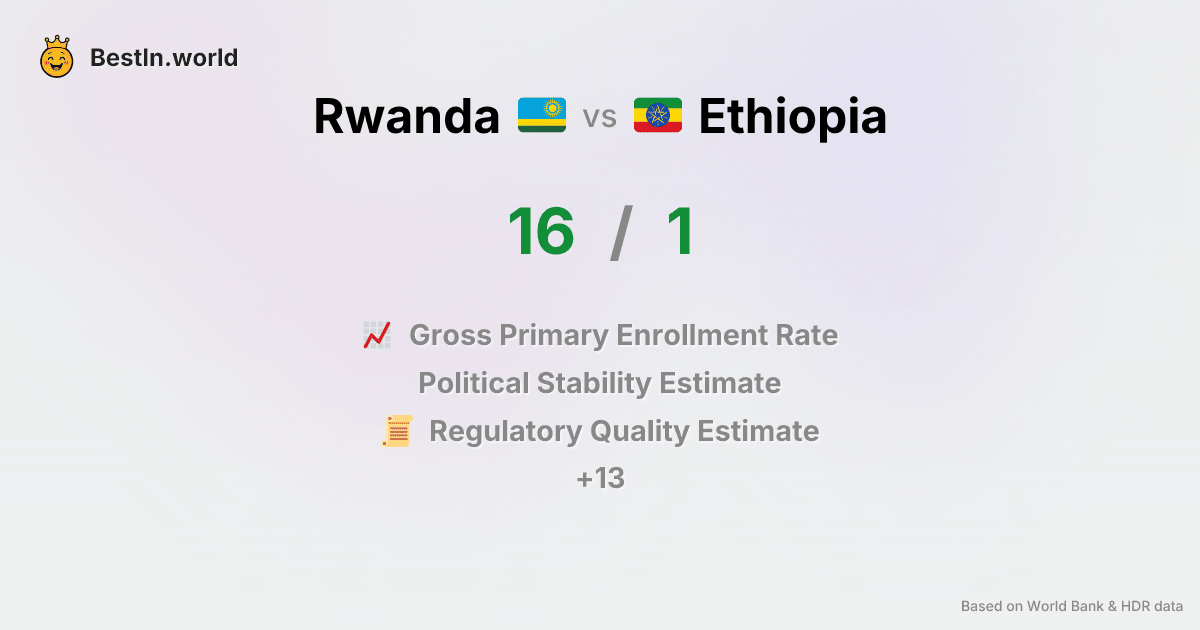 BestIn.world
Rwanda vs Ethiopia
16 / 1
Gross Primary Enrollment Rate
Political Stability Estimate
Regulatory Quality Estimate
+13
Based on World Bank & HDR data